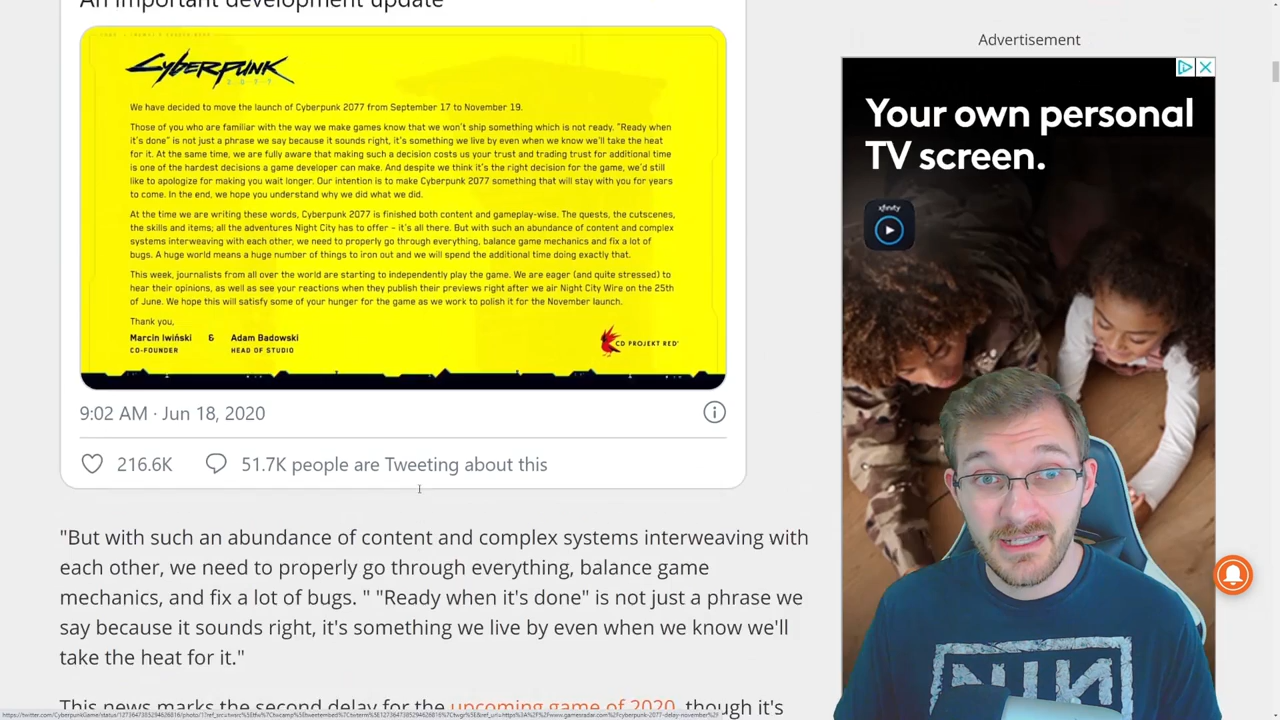 An important development update
Cyberpunk
2077
We have decided to move the launch of Cyberpunk 2077 from September 17 to November 19.
Those of you who are familiar with the way we make games know that we won't ship something which is not ready. "Ready when
it's done" is not just a phrase we say because it sounds right, it's something we live by even when we know we'll take the heat
for it. At the same time, we are fully aware that making such a decision costs us your trust and trading trust for additional time
is one of the hardest decisions a game developer can make. And despite we think it's the right decision for the game, we'd still
like to apologize for making you wait longer. Our intention is to make Cyberpunk 2077 something that will stay with you for years
to come. In the end, we hope you understand why we did what we did.
At the time we are writing these words, Cyberpunk 2077 is finished both content and gameplay-wise. The quests, the cutscenes,
the skills and items; all the adventures Night City has to offer – it's all there. But with such an abundance of content and complex
systems interweaving with each other, we need to properly go through everything, balance game mechanics and fix a lot of
bugs. A huge world means a huge number of things to iron out and we will spend the additional time doing exactly that.
This week, journalists from all over the world are starting to independently play the game. We are eager (and quite stressed) to
hear their opinions, as well as see your reactions when they publish their previews right after we air Night City Wire on the 25th
of June. We hope this will satisfy some of your hunger for the game as we work to polish it for the November launch.
Thank you,
Marcin Iwiński & Adam Badowski
CO-FOUNDER HEAD OF STUDIO
CD PROJEKT RED
9:02 AM · Jun 18, 2020
216.6K 51.7K people are Tweeting about this
"But with such an abundance of content and complex systems interweaving with
each other, we need to properly go through everything, balance game
mechanics, and fix a lot of bugs. " "Ready when it's done" is not just a phrase we
say because it sounds right, it's something we live by even when we know we'll
take the heat for it."
This news marks the second delay for the upcoming game of 2020, though it's
Advertisement
Your own personal
TV screen.
xfinity